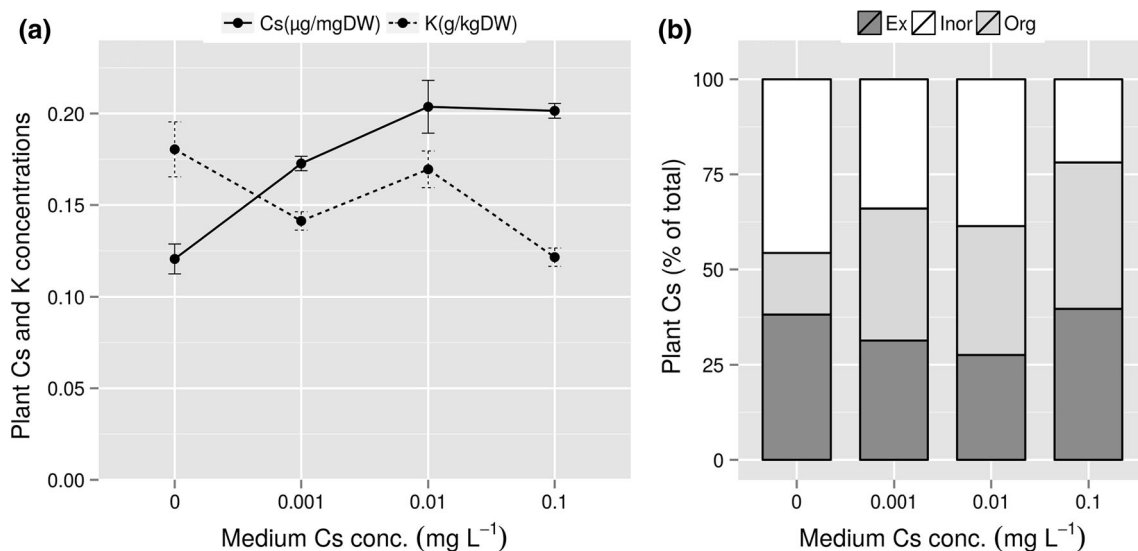 (a)
Cs(µg/mgDW) K(g/kgDW)
Plant Cs and K concentrations
0.20
0.15
0.10
0.05
0.00
0 0.001 0.01 0.1
Medium Cs conc. (mg L⁻¹)
(b)
Ex Inor Org
Plant Cs (% of total)
100
75
50
25
0
0 0.001 0.01 0.1
Medium Cs conc. (mg L⁻¹)